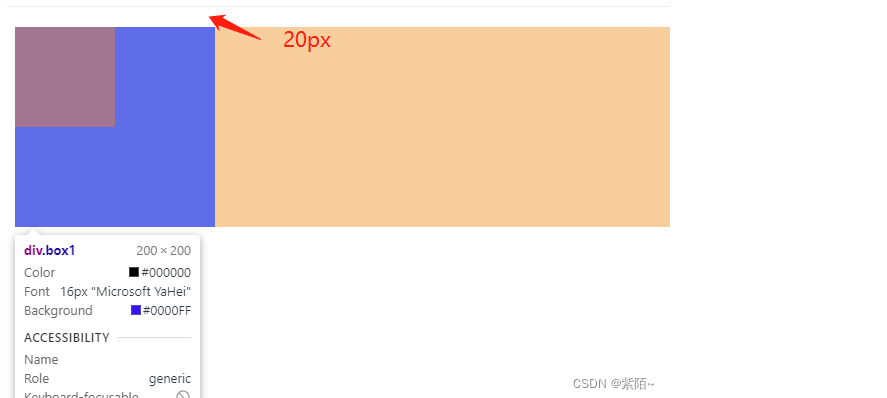 20px
div.box1 200 × 200
Color #000000
Font 16px "Microsoft YaHei"
Background #0000FF
ACCESSIBILITY
Name
Role generic
Keyboard-focusable
CSDN @紫陌~